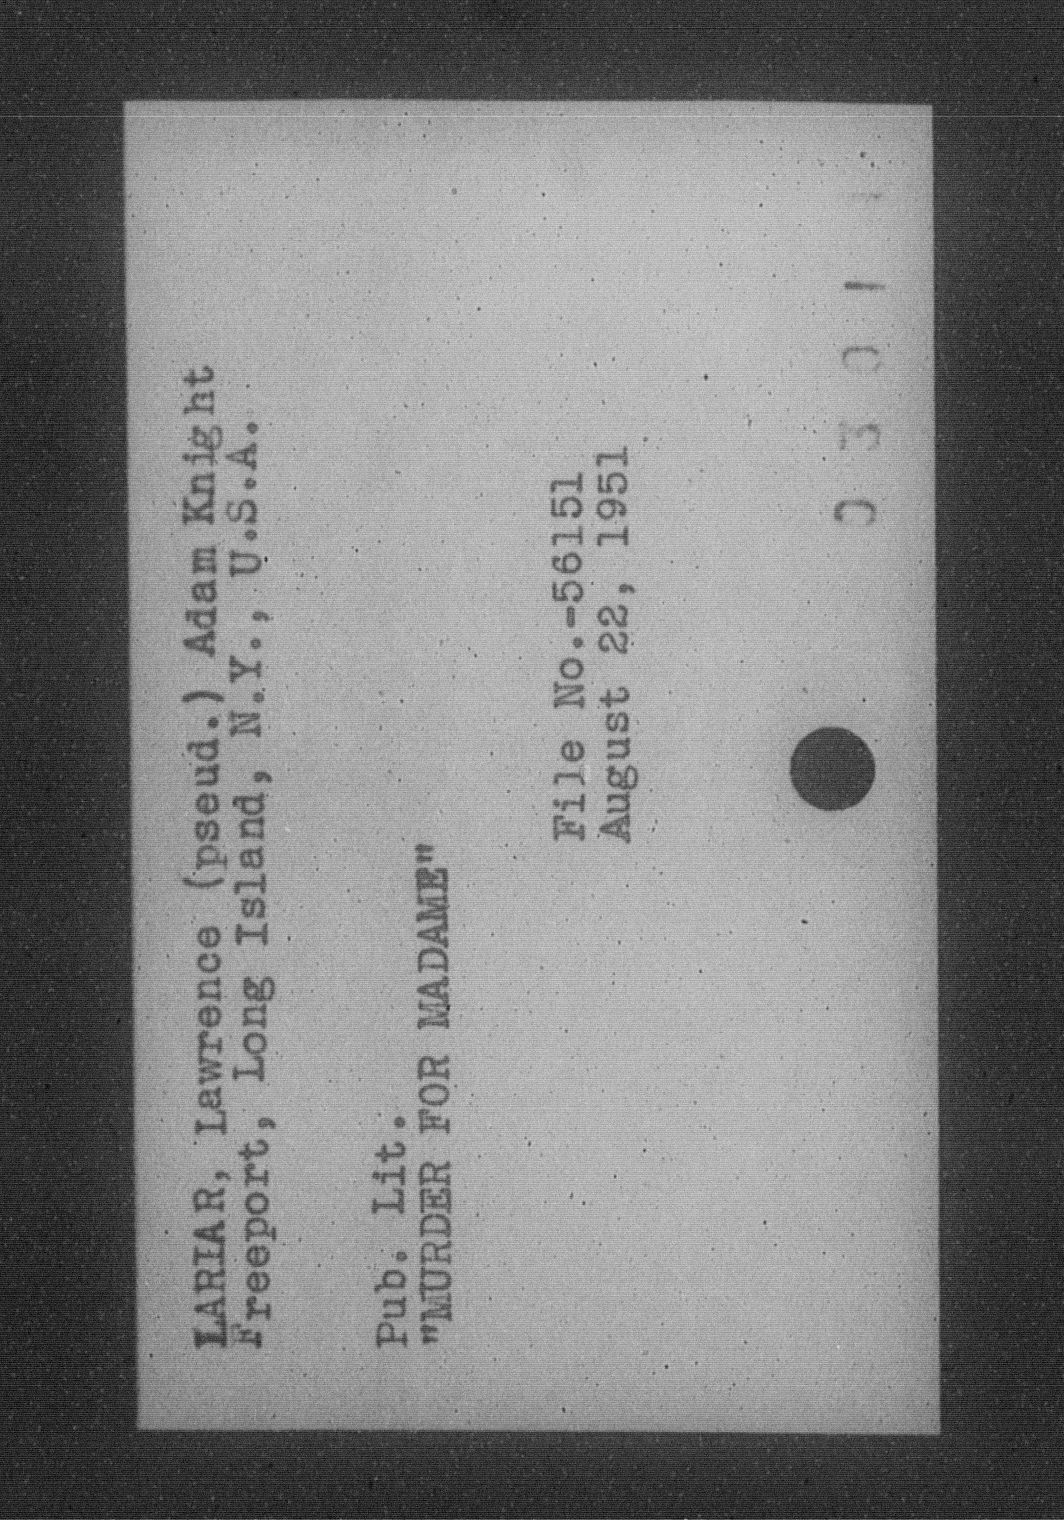 LARIAR, Lawrence (pseud.) Adam Knight
Freeport, Long Island, N.Y., U.S.A.
Pub. Lit.
"MURDER FOR MADAME"
File No.-56151
August 22, 1951